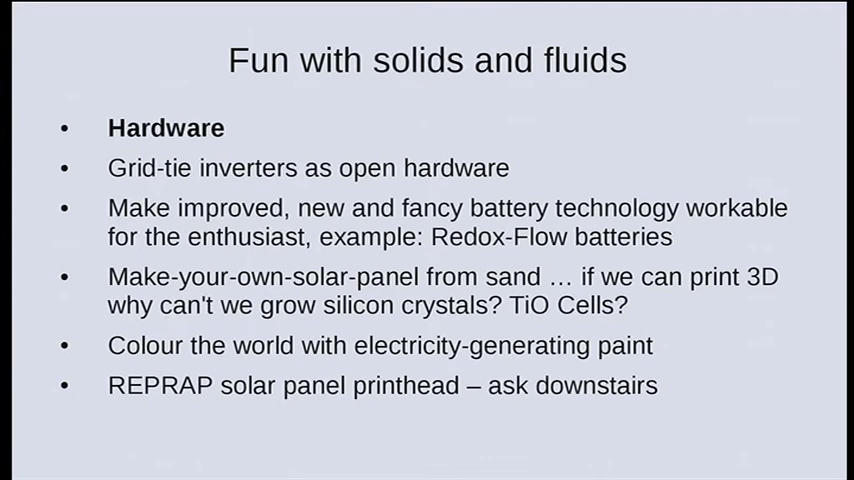 Fun with solids and fluids
• Hardware
• Grid-tie inverters as open hardware
• Make improved, new and fancy battery technology workable
for the enthusiast, example: Redox-Flow batteries
• Make-your-own-solar-panel from sand … if we can print 3D
why can't we grow silicon crystals? TiO Cells?
• Colour the world with electricity-generating paint
• REPRAP solar panel printhead – ask downstairs